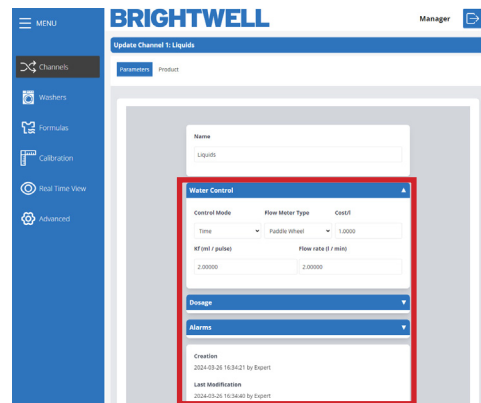 MENU
BRIGHTWELL
Manager
Update Channel 1: Liquids
Channels
Parameters Product
Washers
Formulas
Calibration
Real Time View
Advanced
Name
Liquids
Water Control
Control Mode Flow Meter Type Cost/l
Time Paddle Wheel 1.0000
Kf (ml / pulse) Flow rate (l / min)
2.00000 2.00000
Dosage
Alarms
Creation
2024-03-26 16:34:21 by Expert
Last Modification
2024-03-26 16:34:40 by Expert